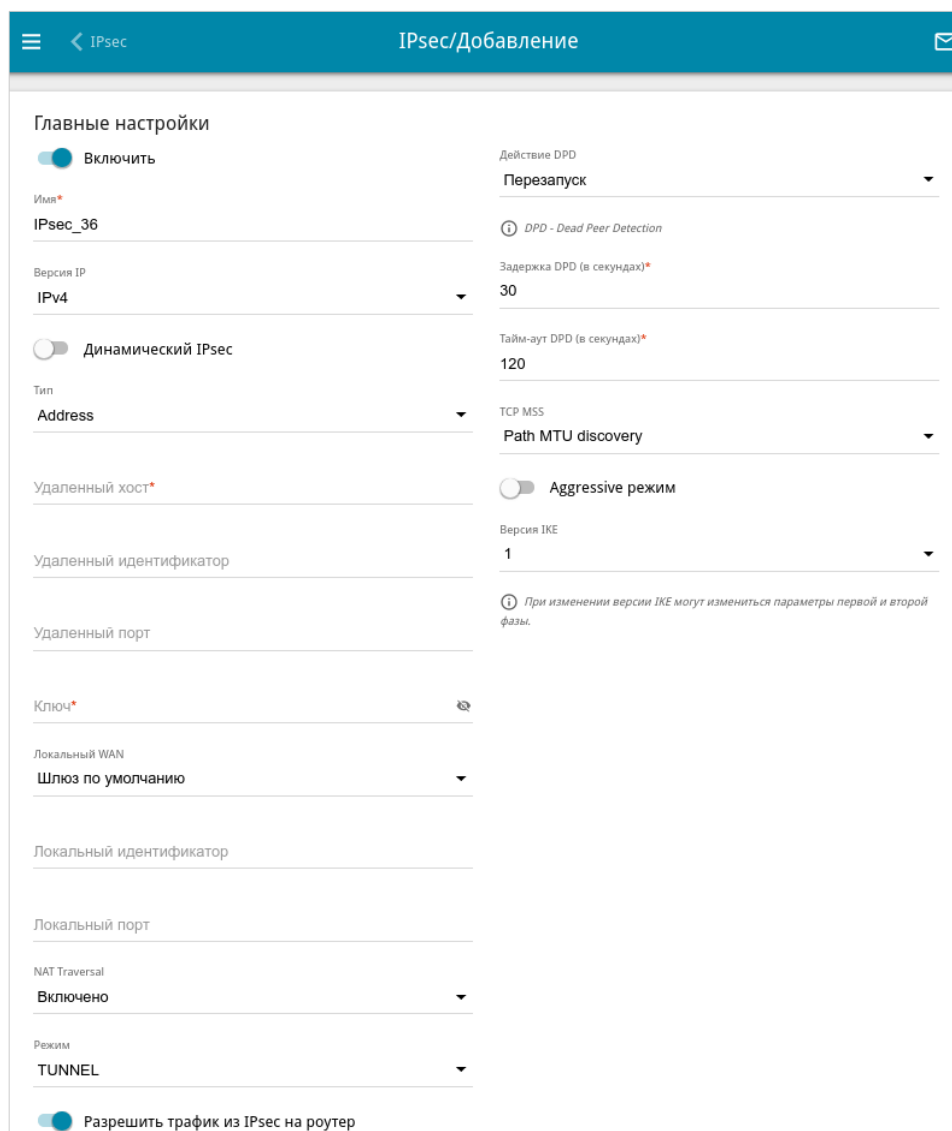 IPsec
IPsec/Добавление
Главные настройки
Включить
Имя*
IPsec_36
Версия IP
IPv4
Динамический IPsec
Тип
Address
Удаленный хост*
Удаленный идентификатор
Удаленный порт
Ключ*
Локальный WAN
Шлюз по умолчанию
Локальный идентификатор
Локальный порт
NAT Traversal
Включено
Режим
TUNNEL
Разрешить трафик из IPsec на роутер
Действие DPD
Перезапуск
DPD - Dead Peer Detection
Задержка DPD (в секундах)*
30
Тайм-аут DPD (в секундах)*
120
TCP MSS
Path MTU discovery
Aggressive режим
Версия IKE
1
При изменении версии IKE могут измениться параметры первой и второй
фазы.